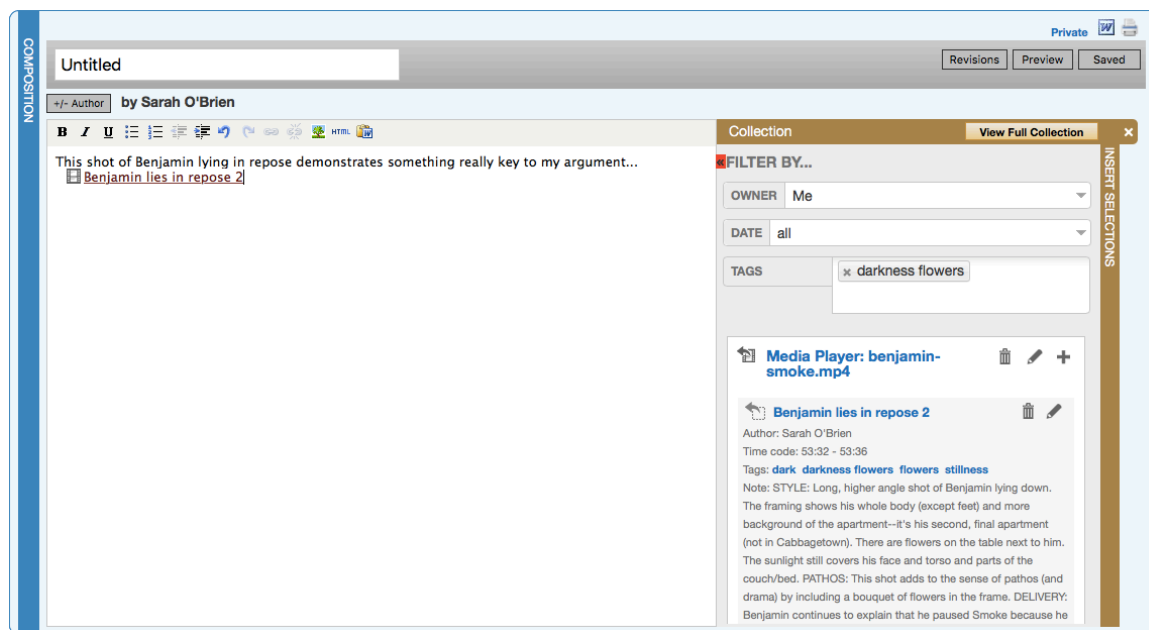 Private
COMPOSITION
Untitled
Revisions
Preview
Saved
+/- Author
by Sarah O'Brien
B I U
HTML
This shot of Benjamin lying in repose demonstrates something really key to my argument...
Benjamin lies in repose 2
Collection
View Full Collection
×
INSERT SELECTIONS
«FILTER BY...
OWNER Me
DATE all
TAGS
× darkness flowers
Media Player: benjamin-
smoke.mp4
Benjamin lies in repose 2
Author: Sarah O'Brien
Time code: 53:32 - 53:36
Tags: dark darkness flowers flowers stillness
Note: STYLE: Long, higher angle shot of Benjamin lying down.
The framing shows his whole body (except feet) and more
background of the apartment--it's his second, final apartment
(not in Cabbagetown). There are flowers on the table next to him.
The sunlight still covers his face and torso and parts of the
couch/bed. PATHOS: This shot adds to the sense of pathos (and
drama) by including a bouquet of flowers in the frame. DELIVERY:
Benjamin continues to explain that he paused Smoke because he